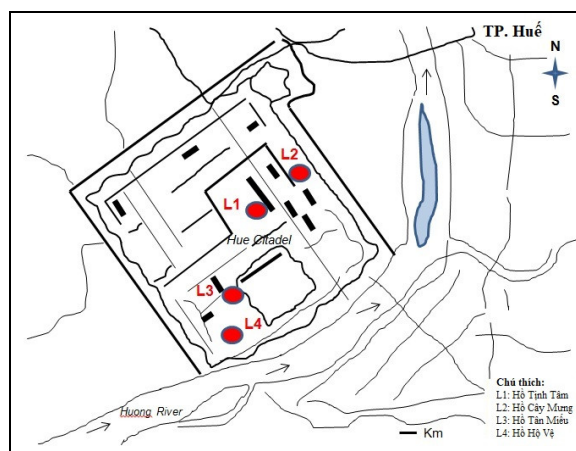 TP. Huế
N
S
L2
L1
Hue Citadel
L3
L4
Huong River
Chú thích:
L1: Hồ Tịnh Tâm
L2: Hồ Cây Mưng
L3: Hồ Tân Miếu
L4: Hồ Hộ Vệ
Km